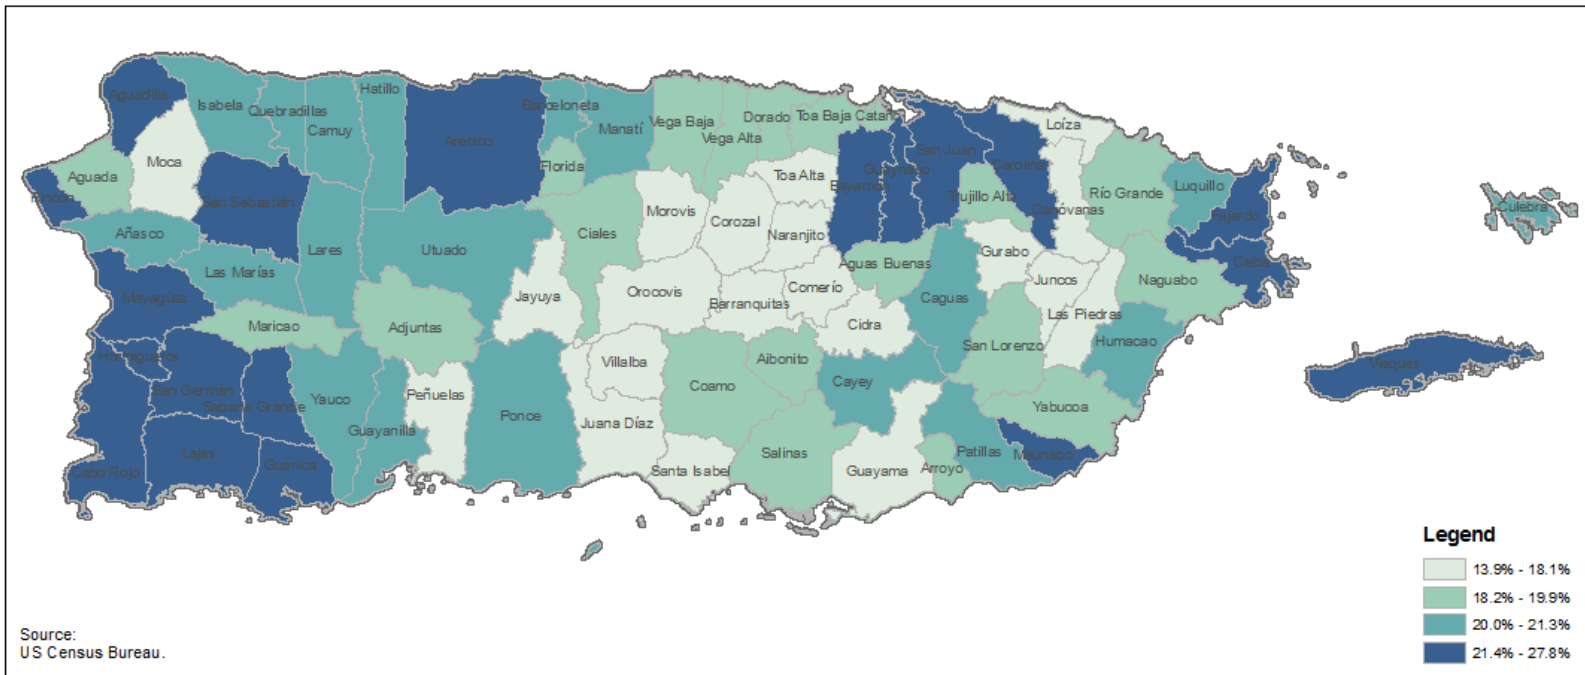 Aguadilla
Isabela
Quebradillas
Camuy
Hatillo
Arecibo
Barceloneta
Manatí
Vega Baja
Vega Alta
Dorado
Toa Baja
Cataño
San Juan
Guaynabo
Bayamón
Carolina
Loíza
Moca
Aguada
Rincón
San Sebastián
Añasco
Lares
Utuado
Florida
Ciales
Morovis
Corozal
Toa Alta
Naranjito
Trujillo Alto
Canóvanas
Río Grande
Luquillo
Fajardo
Ceiba
Culebra
Las Marías
Mayagüez
Maricao
Adjuntas
Jayuya
Orocovis
Barranquitas
Comerío
Aguas Buenas
Cidra
Caguas
Gurabo
Juncos
Las Piedras
Naguabo
Humacao
San Lorenzo
Hormigueros
San Germán
Sabana Grande
Yauco
Guayanilla
Peñuelas
Ponce
Villalba
Juana Díaz
Coamo
Aibonito
Cayey
Yabucoa
Vieques
Cabo Rojo
Lajas
Guánica
Santa Isabel
Salinas
Guayama
Arroyo
Patillas
Maunabo
Legend
13.9% - 18.1%
18.2% - 19.9%
20.0% - 21.3%
21.4% - 27.8%
Source:
US Census Bureau.